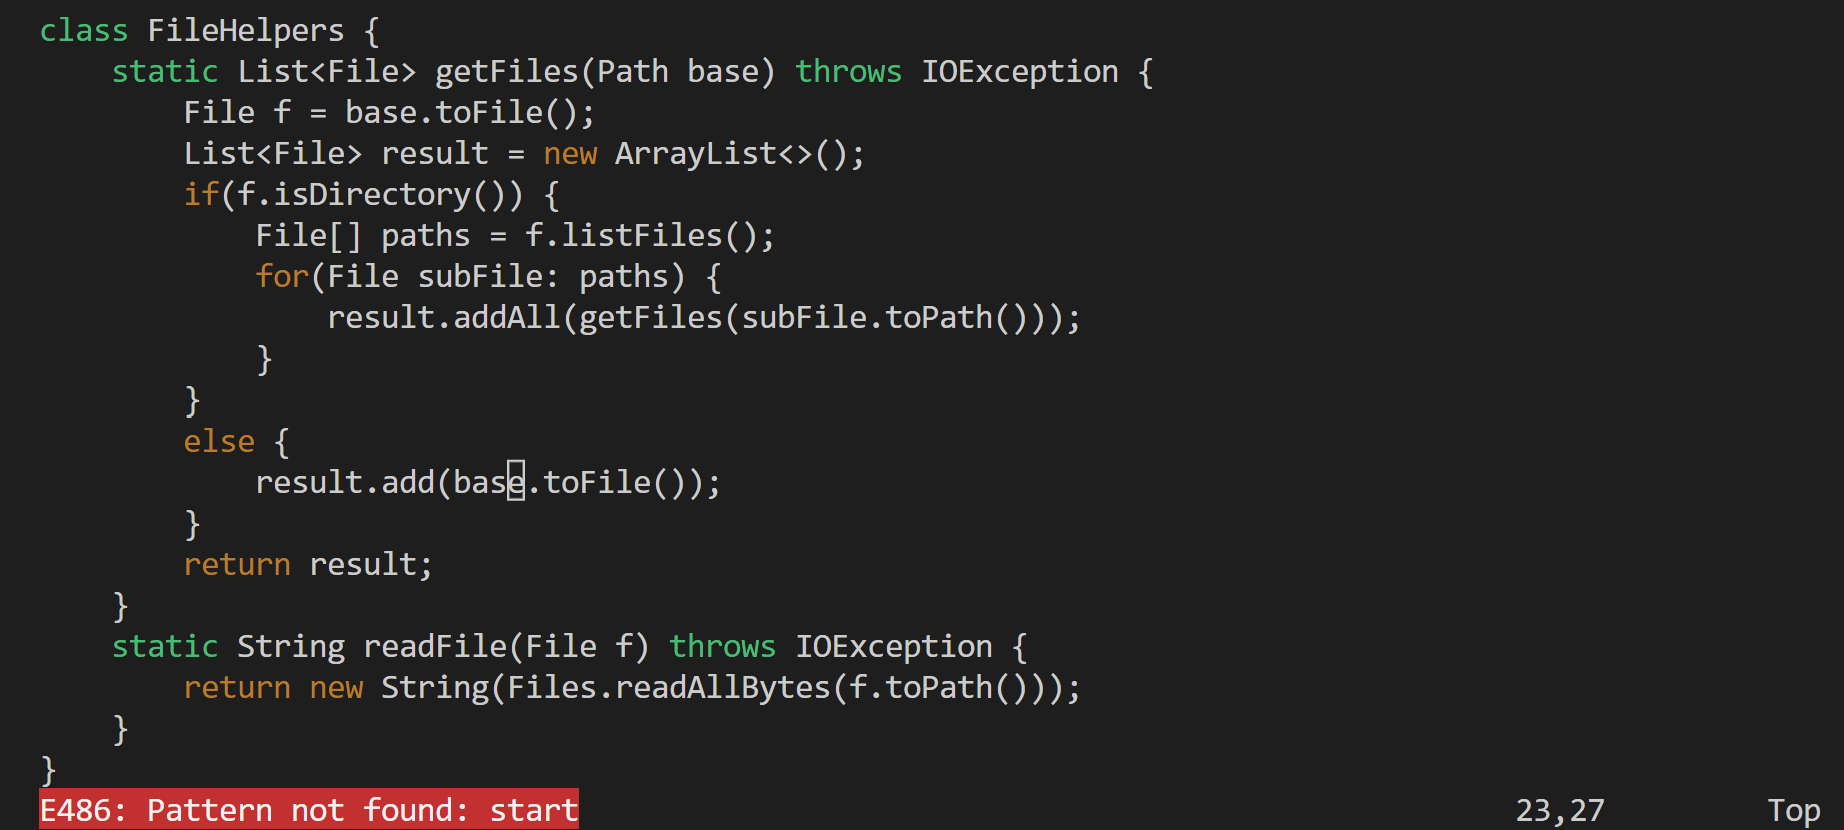 class FileHelpers {
    static List<File> getFiles(Path base) throws IOException {
        File f = base.toFile();
        List<File> result = new ArrayList<>();
        if(f.isDirectory()) {
            File[] paths = f.listFiles();
            for(File subFile: paths) {
                result.addAll(getFiles(subFile.toPath()));
            }
        }
        else {
            result.add(base.toFile());
        }
        return result;
    }
    static String readFile(File f) throws IOException {
        return new String(Files.readAllBytes(f.toPath()));
    }
}
E486: Pattern not found: start 23,27 Top